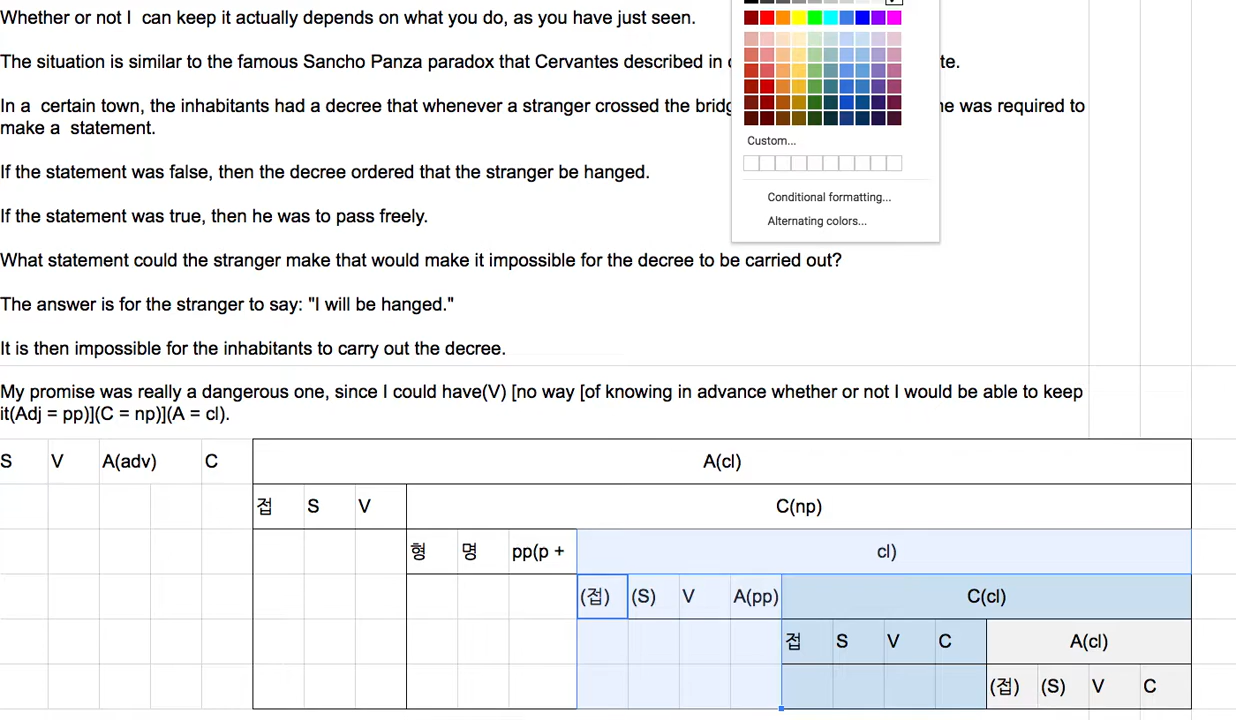 Whether or not I  can keep it actually depends on what you do, as you have just seen.
The situation is similar to the famous Sancho Panza paradox that Cervantes described in te.
In a  certain town, the inhabitants had a decree that whenever a stranger crossed the he was required to
make a  statement.
Custom...
If the statement was false, then the decree ordered that the stranger be hanged.
Conditional formatting...
If the statement was true, then he was to pass freely.
Alternating colors...
What statement could the stranger make that would make it impossible for the decree to be carried out?
The answer is for the stranger to say: "I will be hanged."
It is then impossible for the inhabitants to carry out the decree.
My promise was really a dangerous one, since I could have(V) [no way [of knowing in advance whether or not I would be able to keep
it(Adj = pp)](C = np)](A = cl).
S V A(adv) C A(cl)
접 S V C(np)
형 명 pp(p + cl)
(접) (S) V A(pp) C(cl)
접 S V C A(cl)
(접) (S) V C